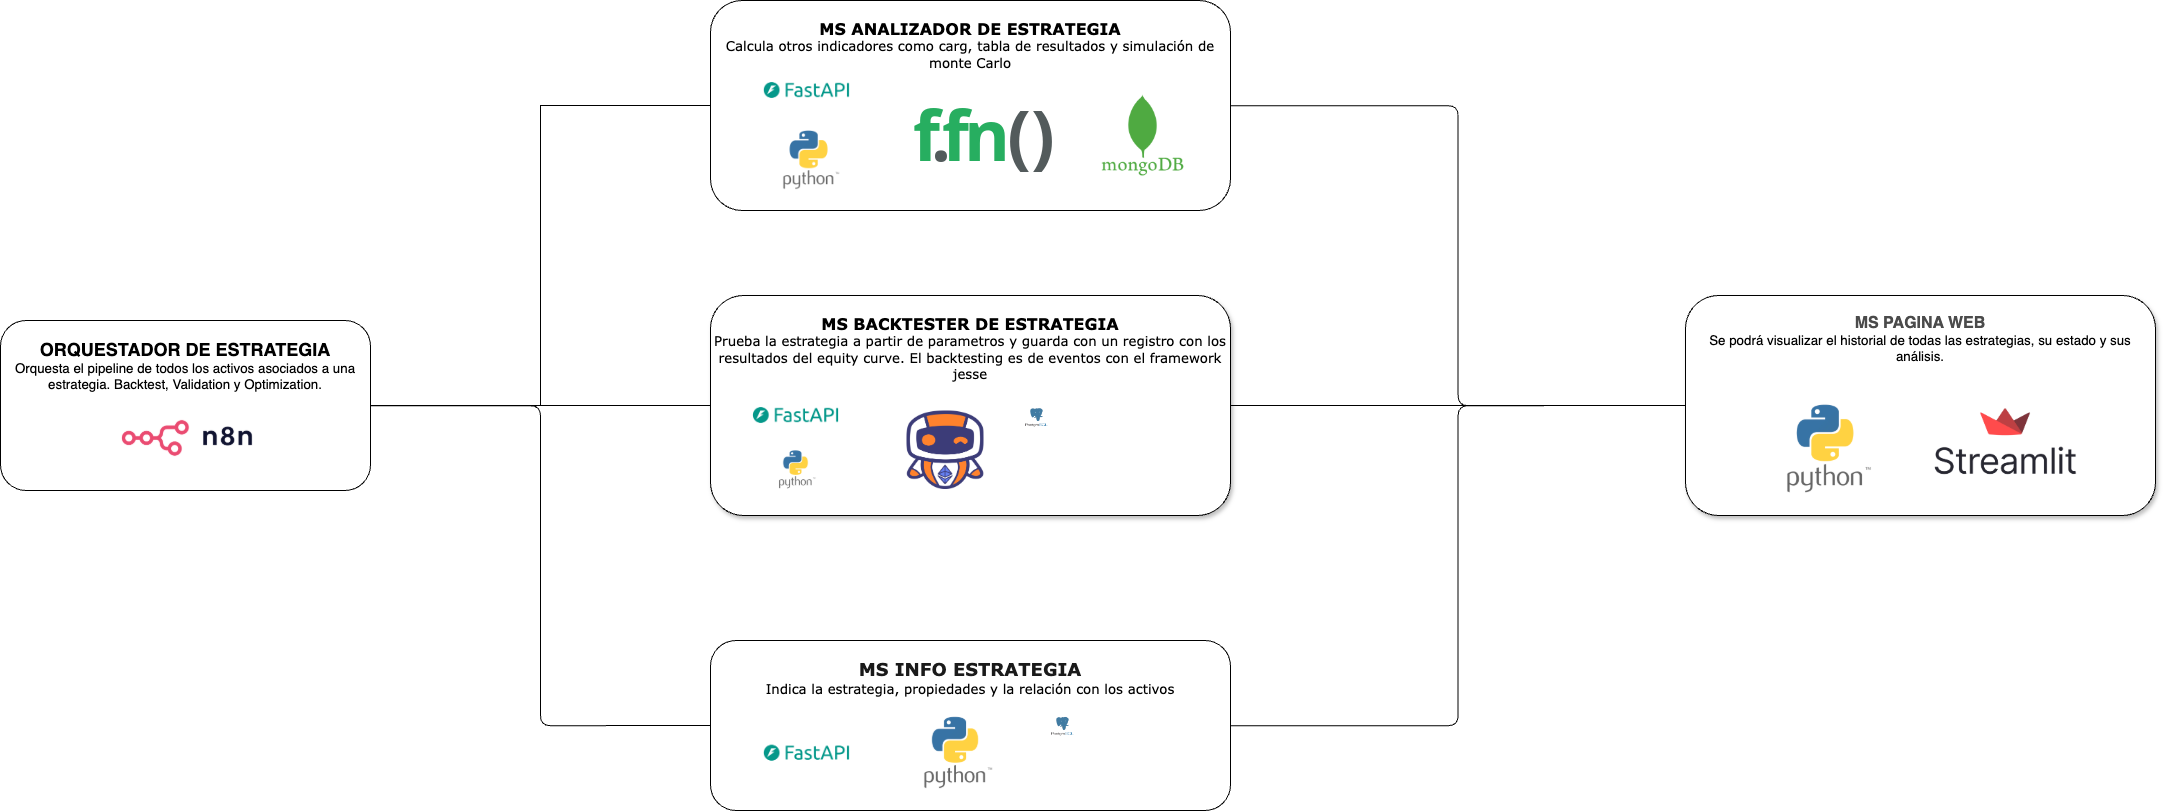 MS ANALIZADOR DE ESTRATEGIA
Calcula otros indicadores como carg, tabla de resultados y simulación de
monte Carlo
FastAPI
f.fn()
mongoDB
python™
ORQUESTADOR DE ESTRATEGIA
Orquesta el pipeline de todos los activos asociados a una
estrategia. Backtest, Validation y Optimization.
n8n
MS BACKTESTER DE ESTRATEGIA
Prueba la estrategia a partir de parametros y guarda con un registro con los
resultados del equity curve. El backtesting es de eventos con el framework
jesse
FastAPI
python™
MS PAGINA WEB
Se podrá visualizar el historial de todas las estrategias, su estado y sus
análisis.
python™
Streamlit
MS INFO ESTRATEGIA
Indica la estrategia, propiedades y la relación con los activos
FastAPI
python™